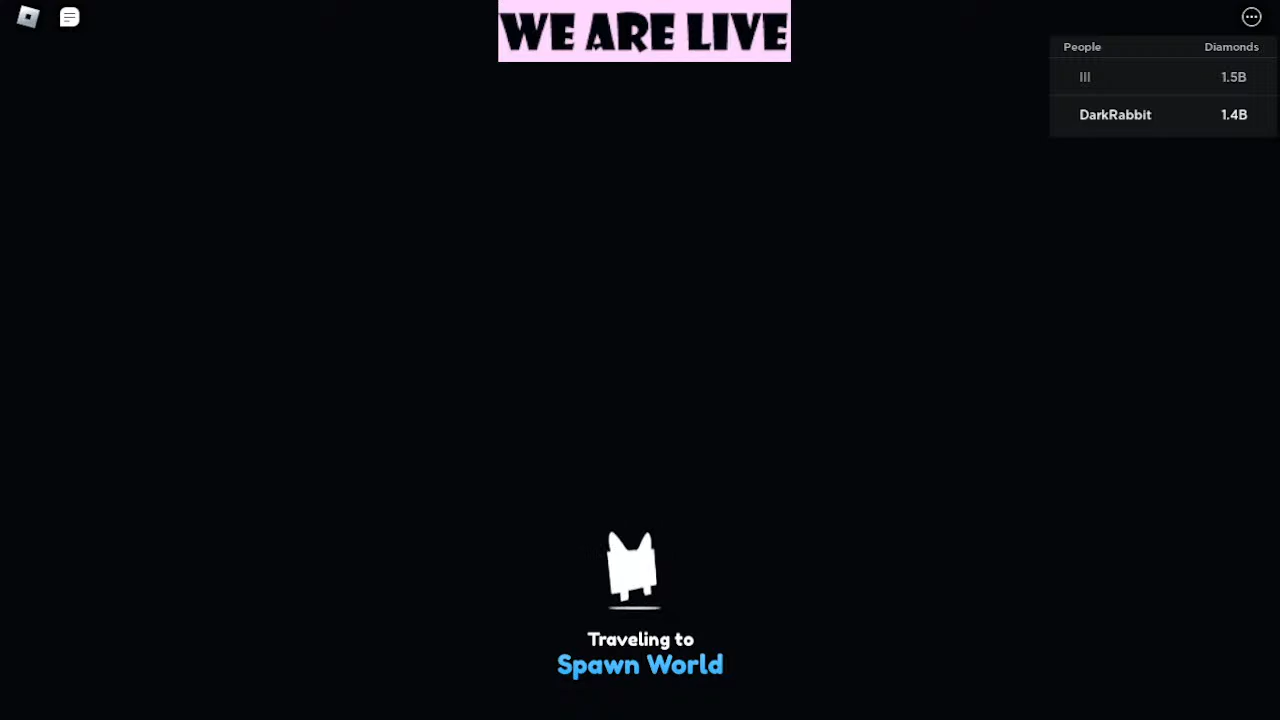 WE ARE LIVE
People Diamonds
III 1.5B
DarkRabbit 1.4B
Traveling to
Spawn World